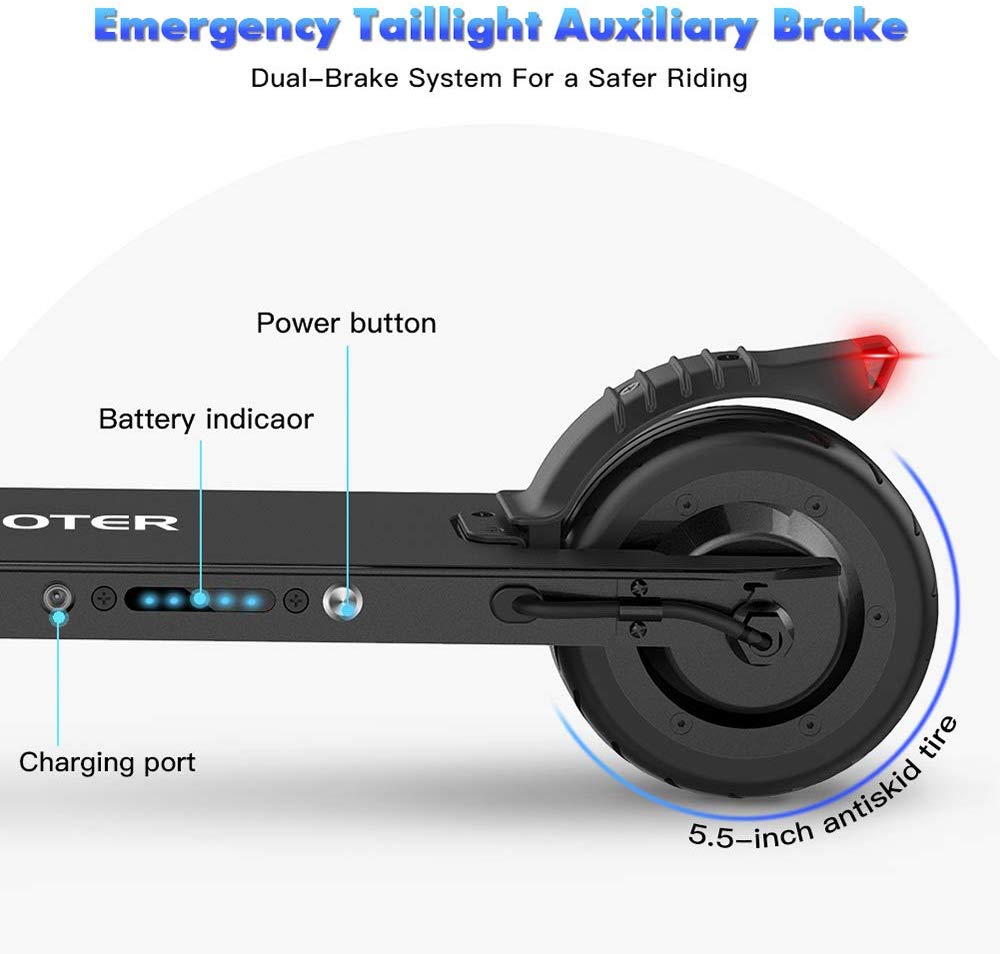 Emergency Taillight Auxiliary Brake
Dual-Brake System For a Safer Riding
Power button
Battery indicaor
OTER
Charging port
5.5-inch antiskid tire